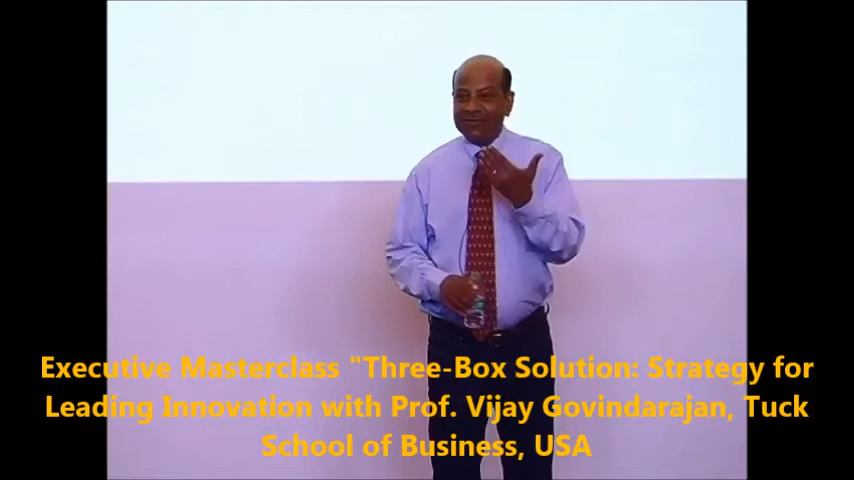 Executive Masterclass "Three-Box Solution: Strategy for
Leading Innovation with Prof. Vijay Govindarajan, Tuck
School of Business, USA